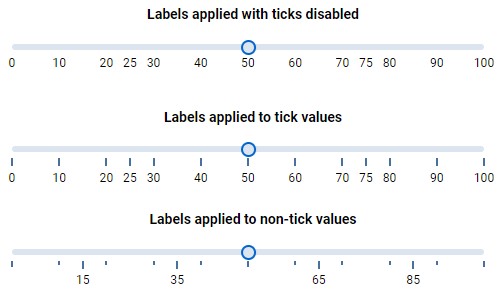 Labels applied with ticks disabled
0 10 20 25 30 40 50 60 70 75 80 90 100
Labels applied to tick values
0 10 20 25 30 40 50 60 70 75 80 90 100
Labels applied to non-tick values
15 35 65 85